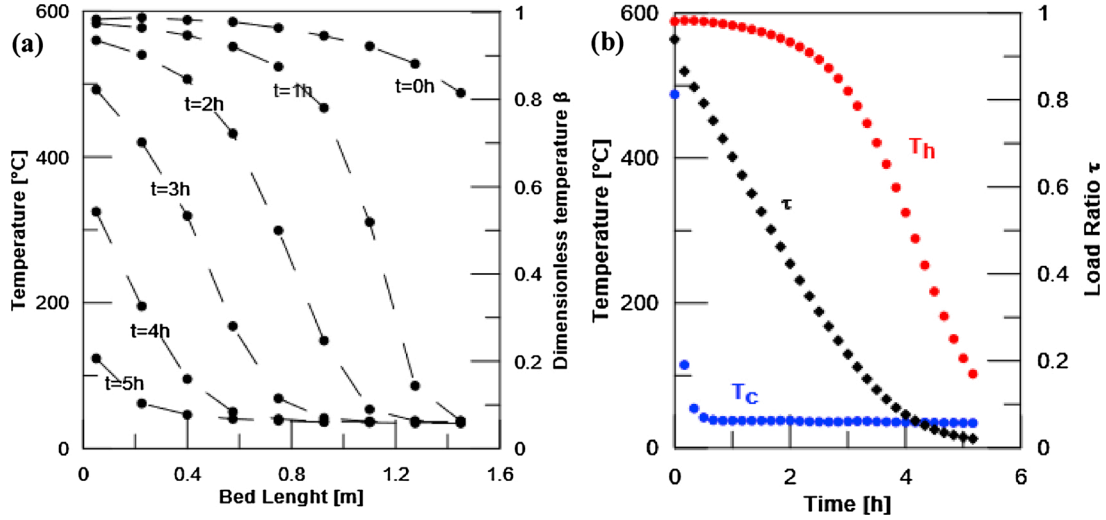 (a)
600
400
200
0
Temperature [°C]
t=0h
t=1h
t=2h
t=3h
t=4h
t=5h
0 0.4 0.8 1.2 1.6
Bed Lenght [m]
1
0.8
0.6
0.4
0.2
0
Dimensionless temperature β
(b)
600
400
200
0
Temperature [°C]
Th
τ
Tc
0 2 4 6
Time [h]
1
0.8
0.6
0.4
0.2
0
Load Ratio τ